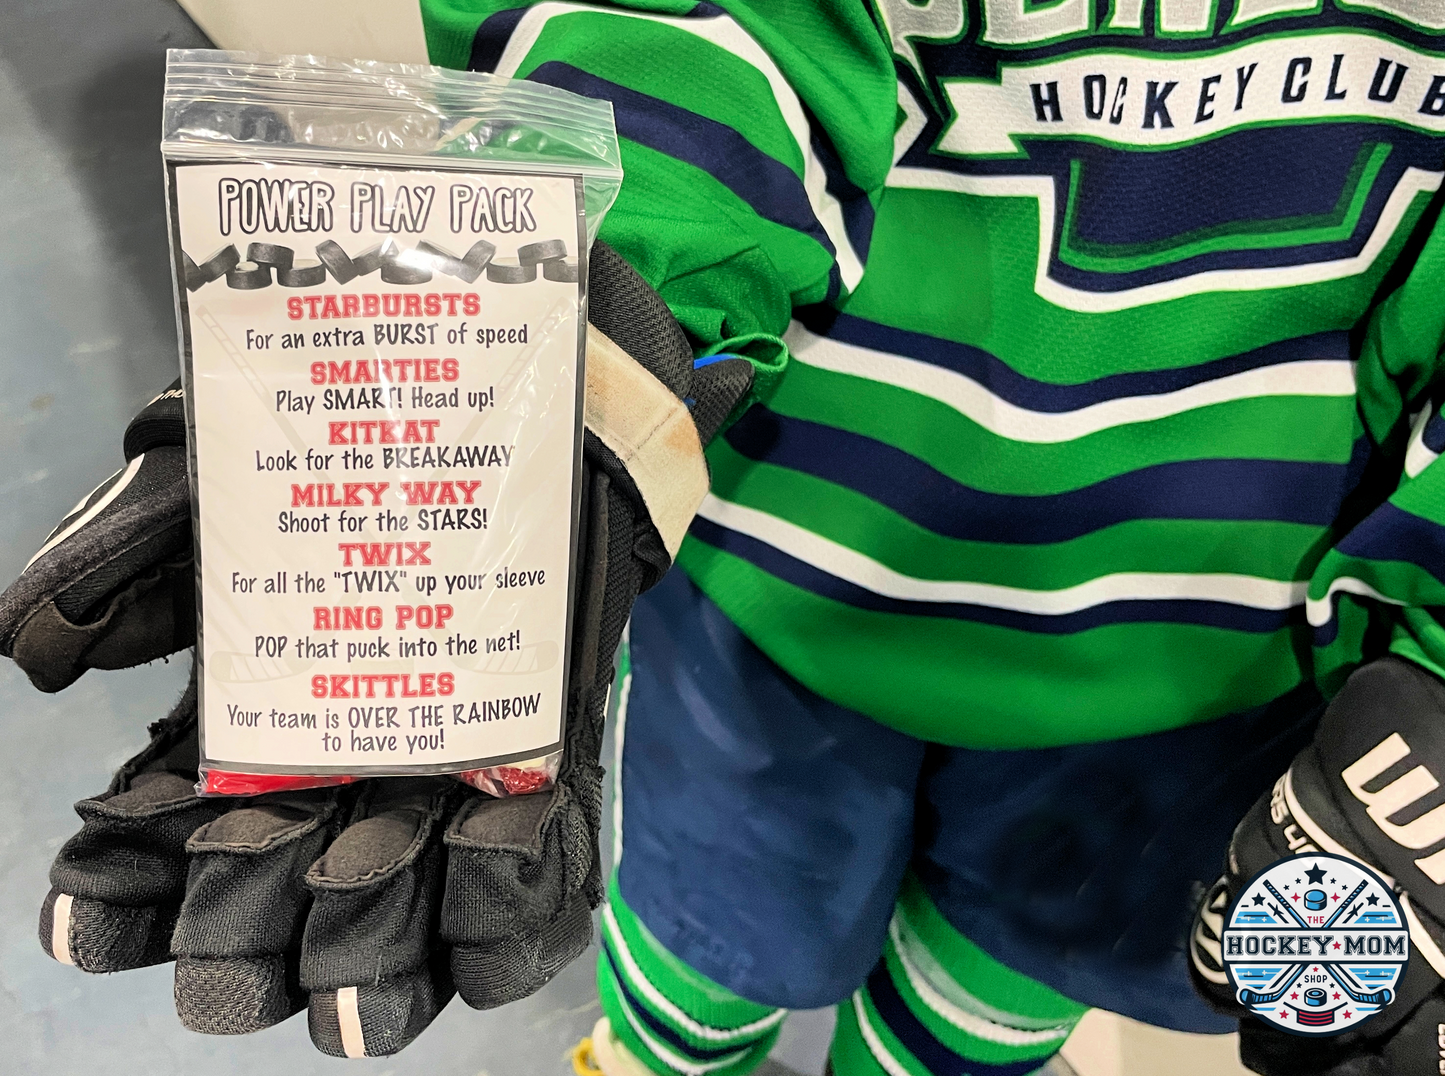 POWER PLAY PACK
STARBURSTS
For an extra BURST of speed
SMARTIES
Play SMART! Head up!
KITKAT
Look for the BREAKAWAY
MILKY WAY
Shoot for the STARS!
TWIX
For all the "TWIX" up your sleeve
RING POP
POP that puck into the net!
SKITTLES
Your team is OVER THE RAINBOW
to have you!
HOCKEY CLUB
THE
HOCKEY MOM
SHOP